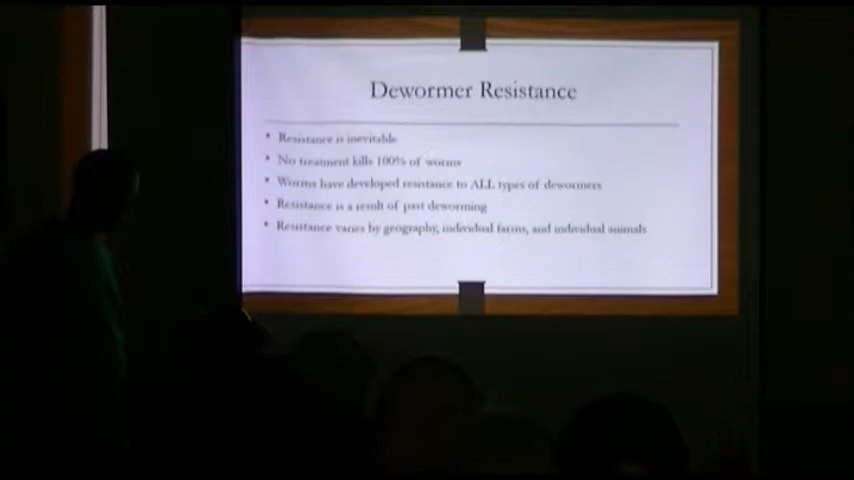 Dewormer Resistance
• Resistance is inevitable
• No treatment kills 100% of worms
• Worms have developed resistance to ALL types of dewormers
• Resistance is a result of past deworming
• Resistance varies by geography, individual farms, and individual animals